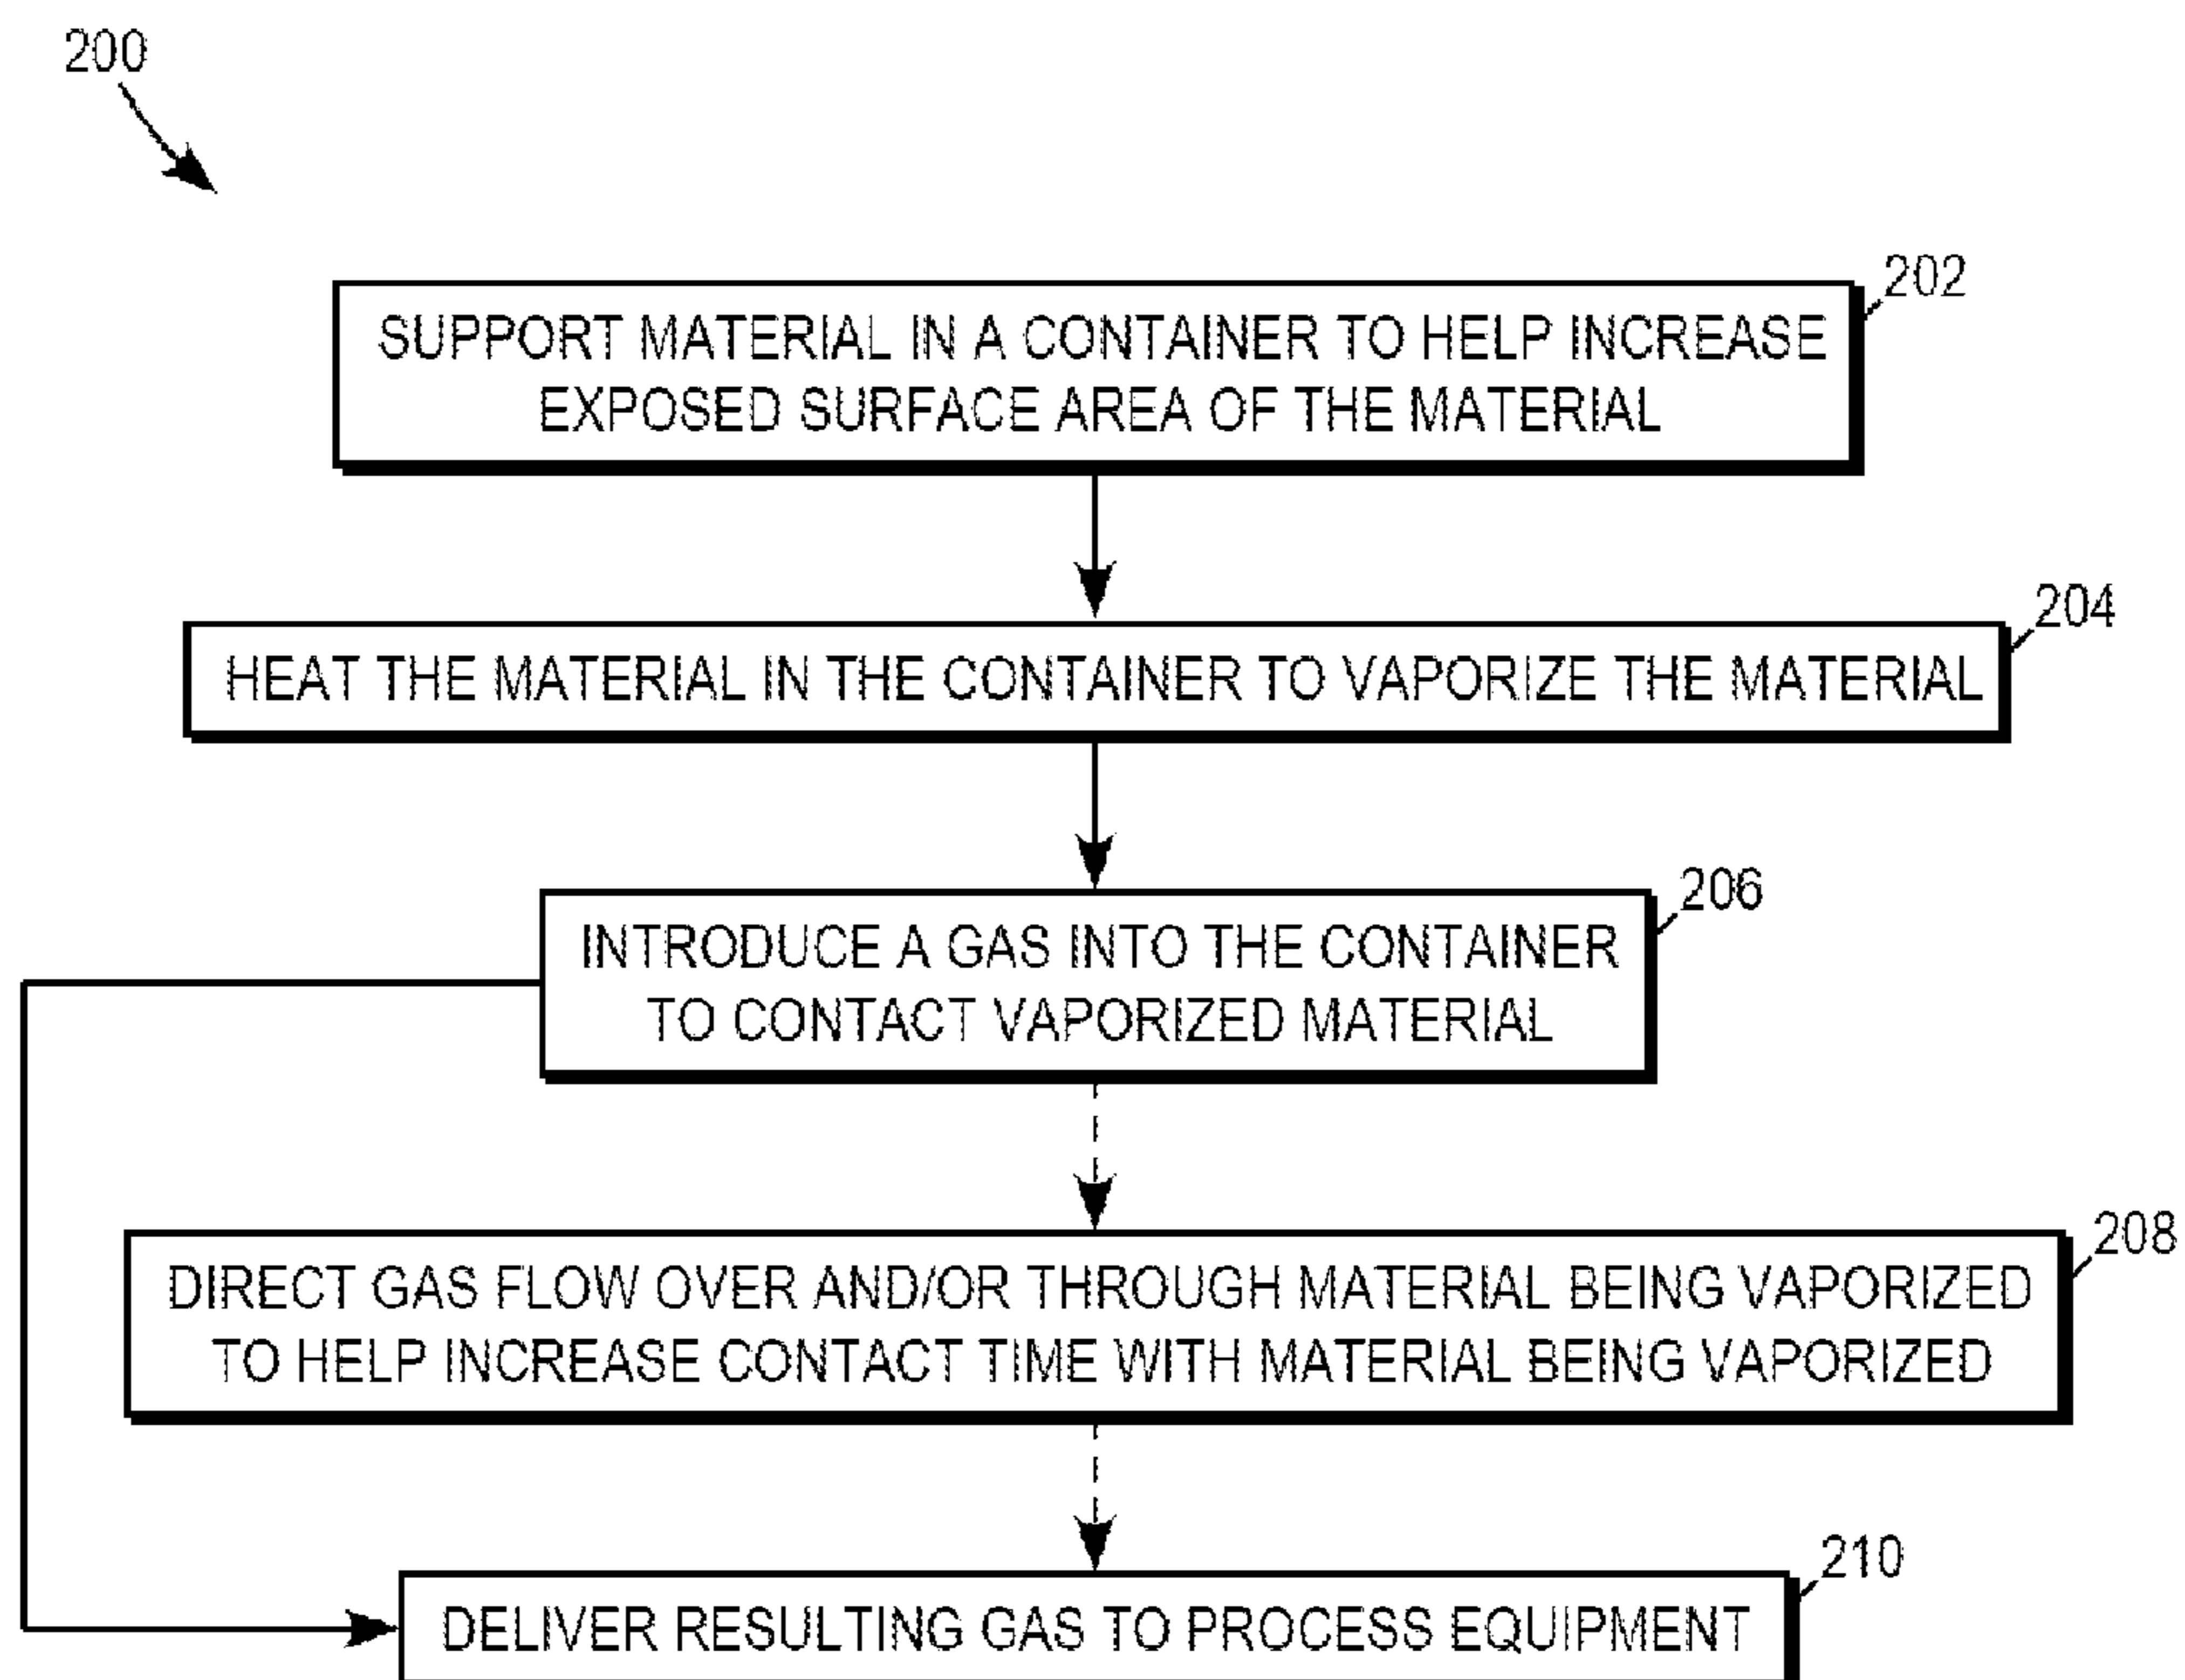 200
202
SUPPORT MATERIAL IN A CONTAINER TO HELP INCREASE
EXPOSED SURFACE AREA OF THE MATERIAL
204
HEAT THE MATERIAL IN THE CONTAINER TO VAPORIZE THE MATERIAL
206
INTRODUCE A GAS INTO THE CONTAINER
TO CONTACT VAPORIZED MATERIAL
208
DIRECT GAS FLOW OVER AND/OR THROUGH MATERIAL BEING VAPORIZED
TO HELP INCREASE CONTACT TIME WITH MATERIAL BEING VAPORIZED
210
DELIVER RESULTING GAS TO PROCESS EQUIPMENT